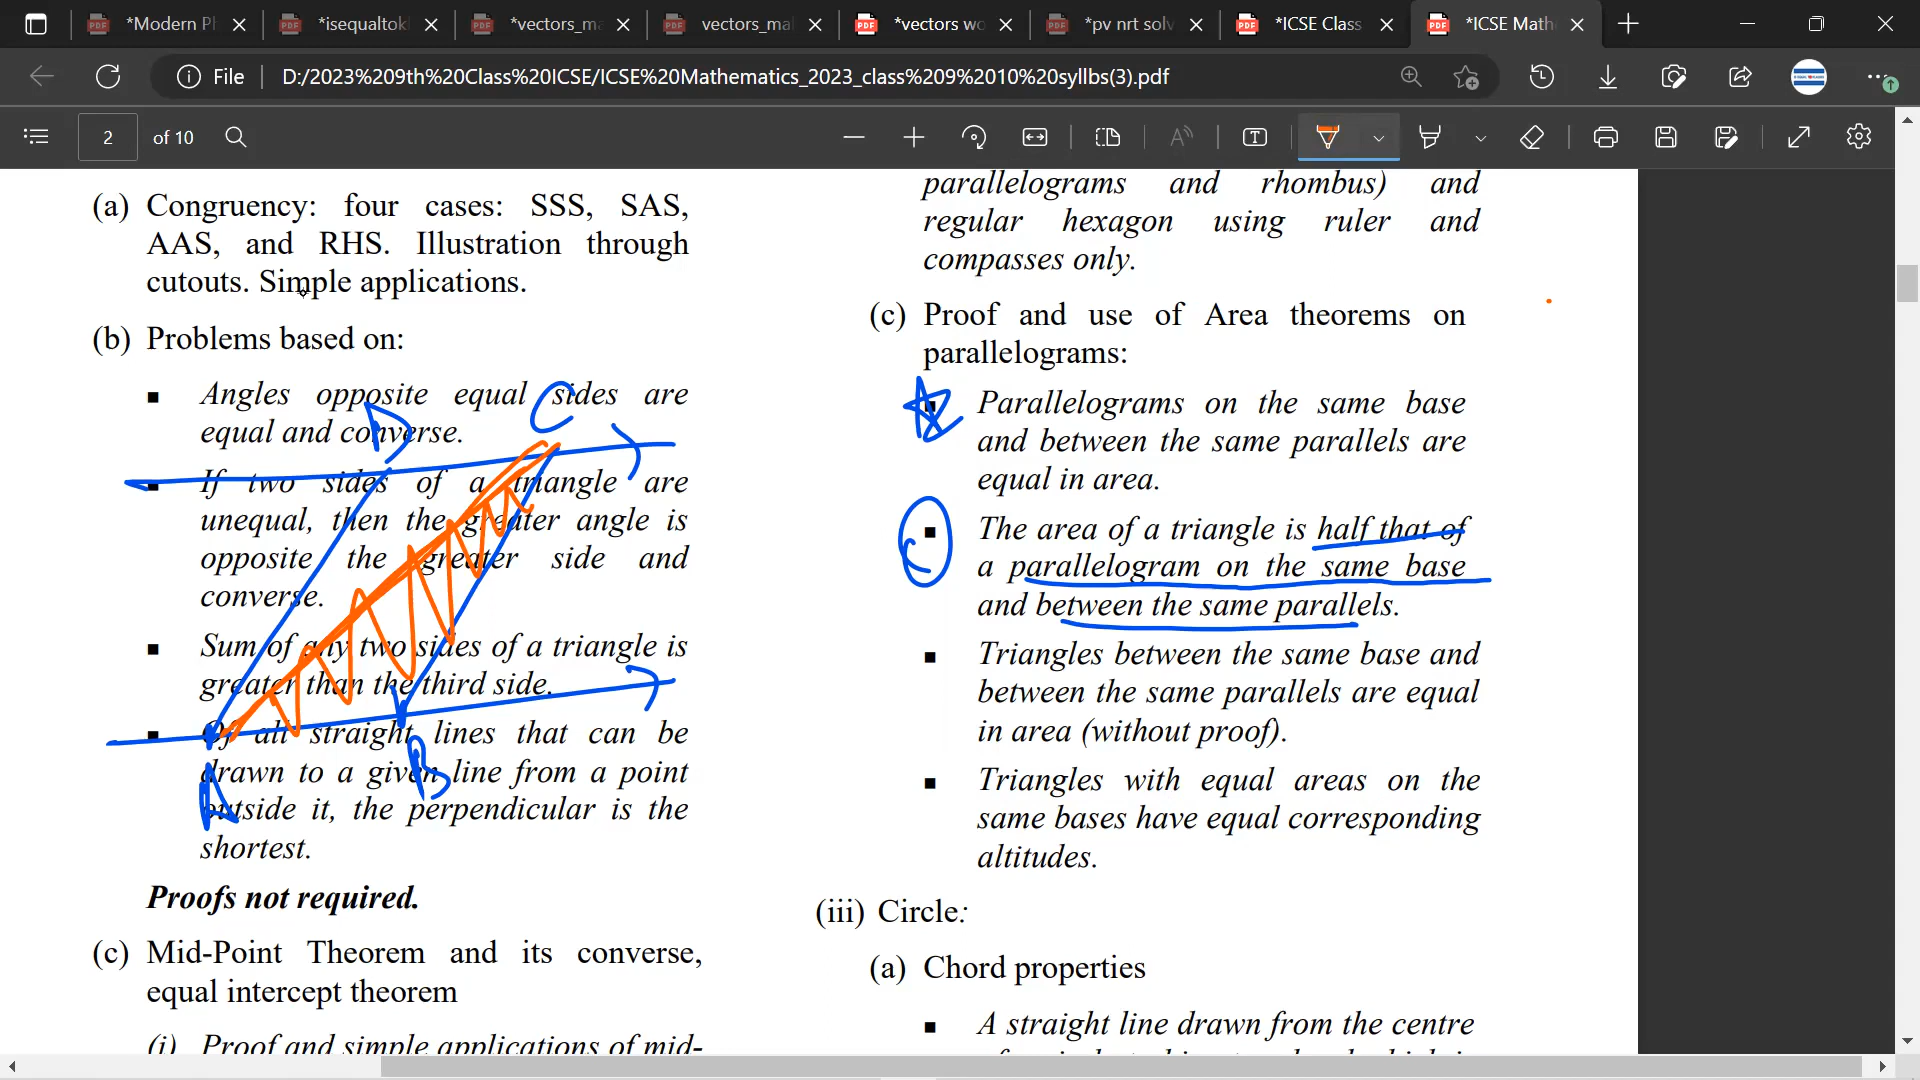 *Modern Ph
*isequaltok
*vectors_ma
vectors_mal
*vectors wo
*pv nrt solv
*ICSE Class
*ICSE Math
File
D:/2023%209th%20Class%20ICSE/ICSE%20Mathematics_2023_class%209%2010%20syllbs(3).pdf
2 of 10
(a) Congruency: four cases: SSS, SAS,
AAS, and RHS. Illustration through
cutouts. Simple applications.
(b) Problems based on:
▪ Angles opposite equal sides are
equal and converse.
▪ If two sides of a triangle are
unequal, then the greater angle is
opposite the greater side and
converse.
▪ Sum of any two sides of a triangle is
greater than the third side.
▪ Of all straight lines that can be
drawn to a given line from a point
outside it, the perpendicular is the
shortest.
Proofs not required.
(c) Mid-Point Theorem and its converse,
equal intercept theorem
(i) Proof and simple applications of mid-
D
C
A
B
parallelograms and rhombus) and
regular hexagon using ruler and
compasses only.
(c) Proof and use of Area theorems on
parallelograms:
▪ Parallelograms on the same base
and between the same parallels are
equal in area.
▪ The area of a triangle is half that of
a parallelogram on the same base
and between the same parallels.
▪ Triangles between the same base and
between the same parallels are equal
in area (without proof).
▪ Triangles with equal areas on the
same bases have equal corresponding
altitudes.
(iii) Circle:
(a) Chord properties
▪ A straight line drawn from the centre